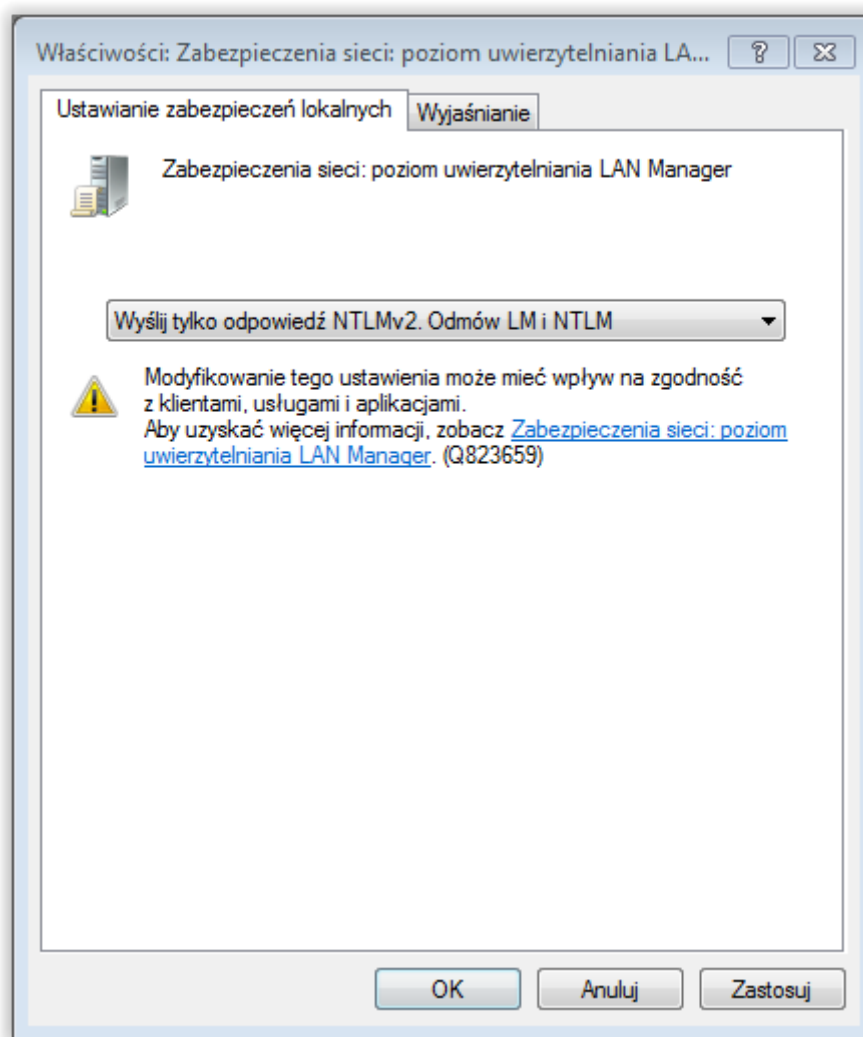 Właściwości: Zabezpieczenia sieci: poziom uwierzytelniania LA...
Ustawianie zabezpieczeń lokalnych
Wyjaśnianie
Zabezpieczenia sieci: poziom uwierzytelniania LAN Manager
Wyślij tylko odpowiedź NTLMv2. Odmów LM i NTLM
Modyfikowanie tego ustawienia może mieć wpływ na zgodność
z klientami, usługami i aplikacjami.
Aby uzyskać więcej informacji, zobacz Zabezpieczenia sieci: poziom
uwierzytelniania LAN Manager. (Q823659)
OK
Anuluj
Zastosuj